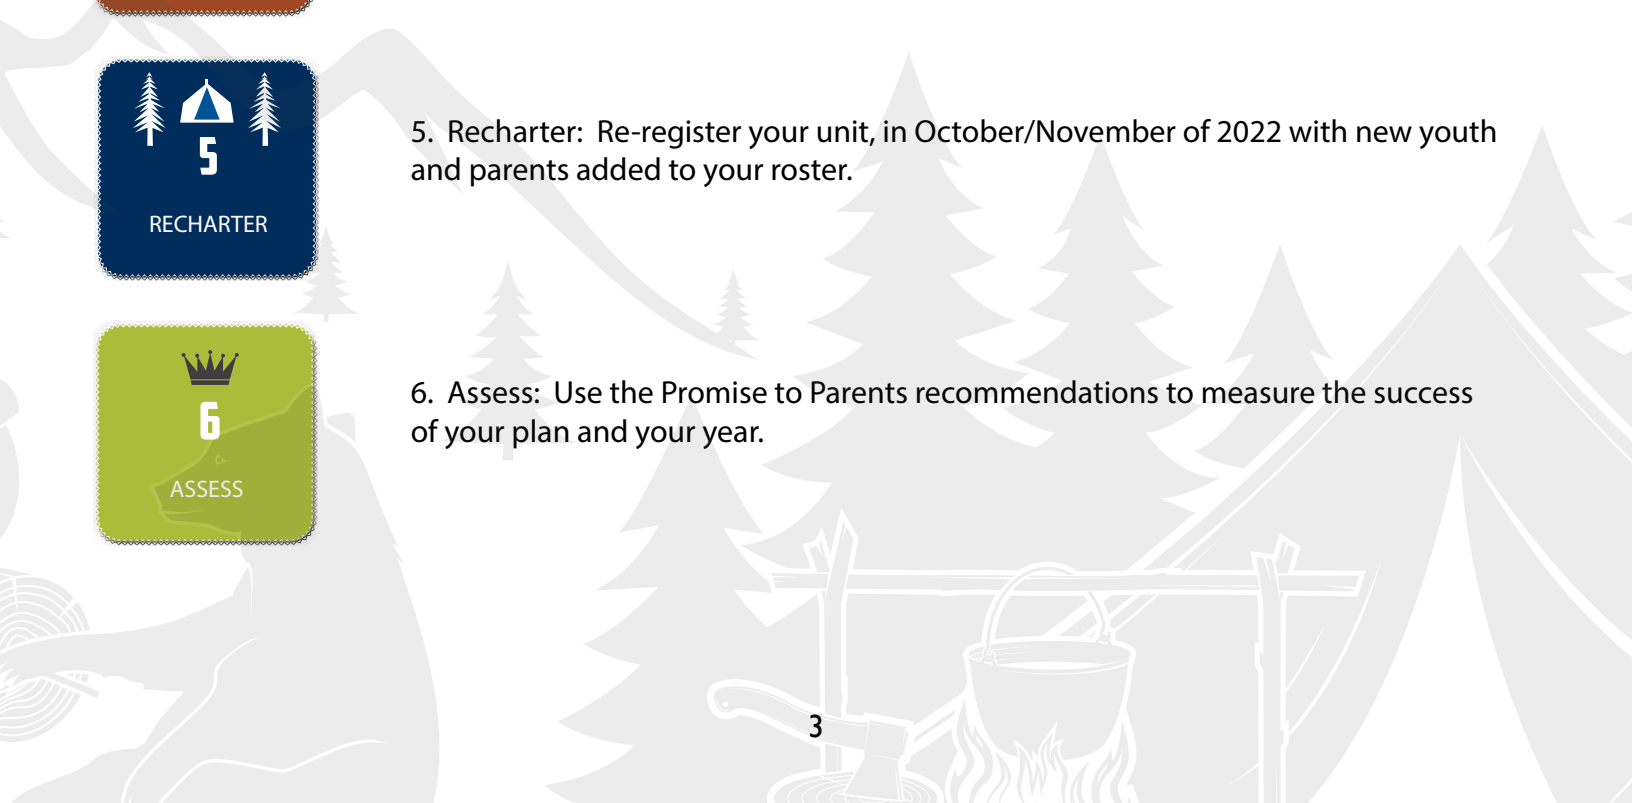 5
RECHARTER
5.  Recharter:  Re-register your unit, in October/November of 2022 with new youth
and parents added to your roster.
6
ASSESS
6.  Assess:  Use the Promise to Parents recommendations to measure the success
of your plan and your year.
3